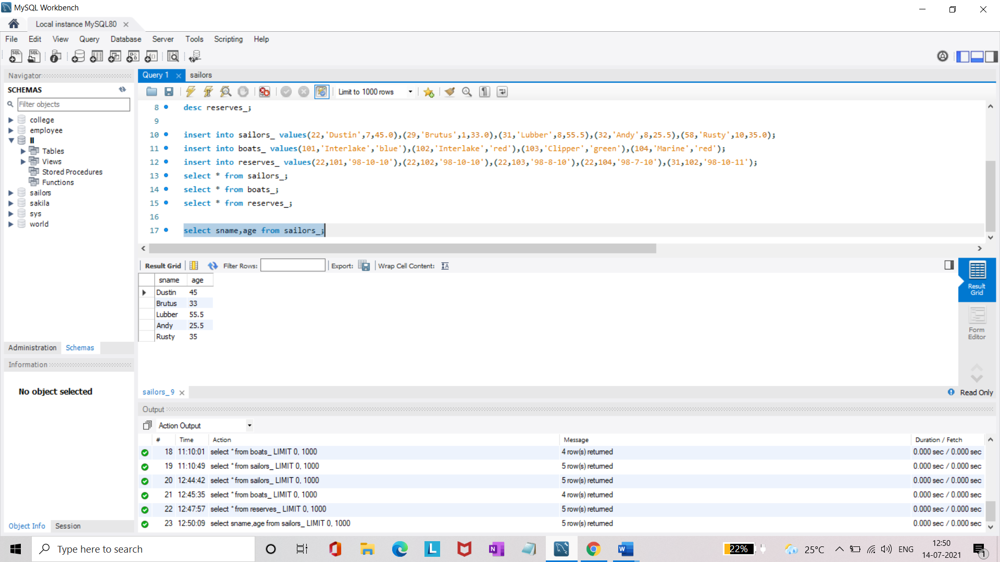 MySQL Workbench
Local instance MySQL80
File Edit View Query Database Server Tools Scripting Help
Navigator
SCHEMAS
Filter objects
college
employee
ll
Tables
Views
Stored Procedures
Functions
sailors
sakila
sys
world
Administration Schemas
Information
No object selected
Object Info Session
Query 1 sailors
Limit to 1000 rows
8 desc reserves_;
9
10 insert into sailors_ values(22,'Dustin',7,45.0),(29,'Brutus',1,33.0),(31,'Lubber',8,55.5),(32,'Andy',8,25.5),(58,'Rusty',10,35.0);
11 insert into boats_ values(101,'Interlake','blue'),(102,'Interlake','red'),(103,'Clipper','green'),(104,'Marine','red');
12 insert into reserves_ values(22,101,'98-10-10'),(22,102,'98-10-10'),(22,103,'98-8-10'),(22,104,'98-7-10'),(31,102,'98-10-11');
13 select * from sailors_;
14 select * from boats_;
15 select * from reserves_;
16
17 select sname,age from sailors_;
Result Grid Filter Rows: Export: Wrap Cell Content:
sname age
Dustin 45
Brutus 33
Lubber 55.5
Andy 25.5
Rusty 35
Result
Grid
Form
Editor
sailors_9 Read Only
Output
Action Output
# Time Action Message Duration / Fetch
18 11:10:01 select * from boats_ LIMIT 0, 1000 4 row(s) returned 0.000 sec / 0.000 sec
19 11:10:49 select * from sailors_ LIMIT 0, 1000 5 row(s) returned 0.000 sec / 0.000 sec
20 12:44:42 select * from sailors_ LIMIT 0, 1000 5 row(s) returned 0.000 sec / 0.000 sec
21 12:45:35 select * from boats_ LIMIT 0, 1000 4 row(s) returned 0.000 sec / 0.000 sec
22 12:47:57 select * from reserves_ LIMIT 0, 1000 5 row(s) returned 0.000 sec / 0.000 sec
23 12:50:09 select sname,age from sailors_ LIMIT 0, 1000 5 row(s) returned 0.000 sec / 0.000 sec
Type here to search
22% 25°C ENG
12:50
14-07-2021
1